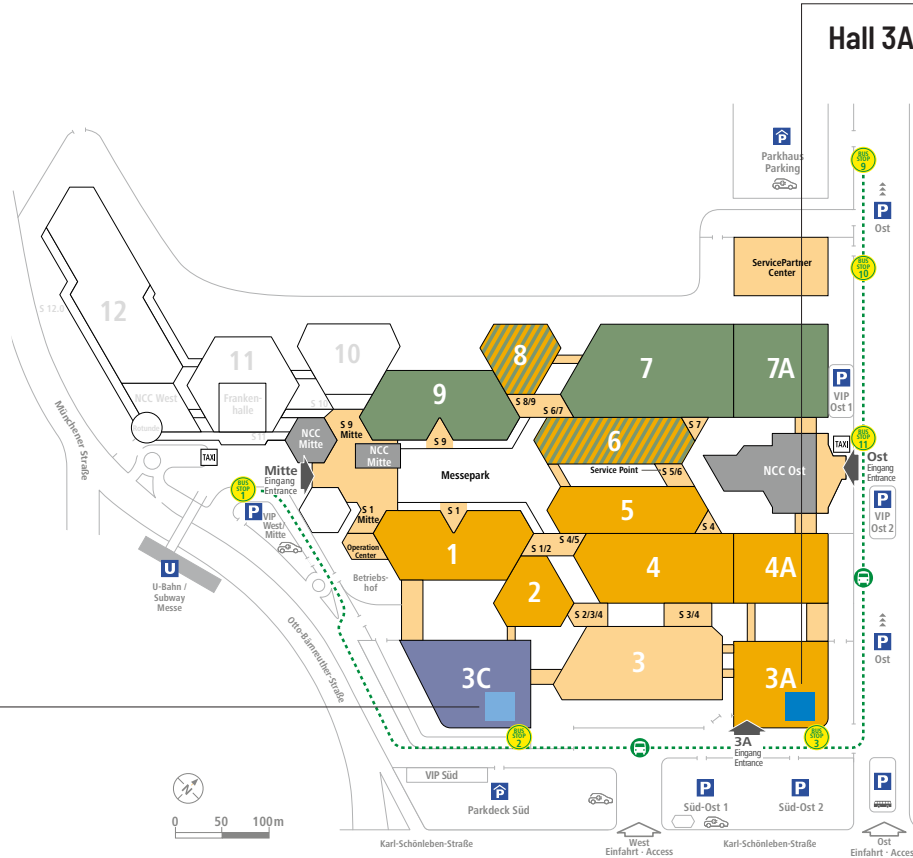 Hall 3A
P
Parkhaus
Parking
BUS
STOP
9
P
Ost
ServicePartner
Center
BUS
STOP
10
S 12.0
12
11
10
NCC West
Franken-
halle
Rotunde
S 11
S 10
8
7
7A
9
S 8/9
S 6/7
P
VIP
Ost 1
S 9
Mitte
NCC
Mitte
NCC
Mitte
S 9
6
S 7
BUS
STOP
11
TAXI
Ost
Eingang
Entrance
Münchener Straße
TAXI
Mitte
Eingang
Entrance
Messepark
Service Point
S 5/6
NCC Ost
BUS
STOP
1
P
VIP
West/
Mitte
S 1
Mitte
S 1
5
S 4
P
VIP
Ost 2
Operation
Center
1
S 4/5
S 1/2
4
4A
U
U-Bahn /
Subway
Messe
Betriebs-
hof
2
S 2/3/4
S 3/4
Otto-Bärnreuther-Straße
3C
3
3A
P
Ost
BUS
STOP
2
3A
Eingang
Entrance
BUS
STOP
3
VIP Süd
P
Parkdeck Süd
P
Süd-Ost 1
P
Süd-Ost 2
P
N
0 50 100 m
Karl-Schönleben-Straße
West
Einfahrt · Access
Karl-Schönleben-Straße
Ost
Einfahrt · Access